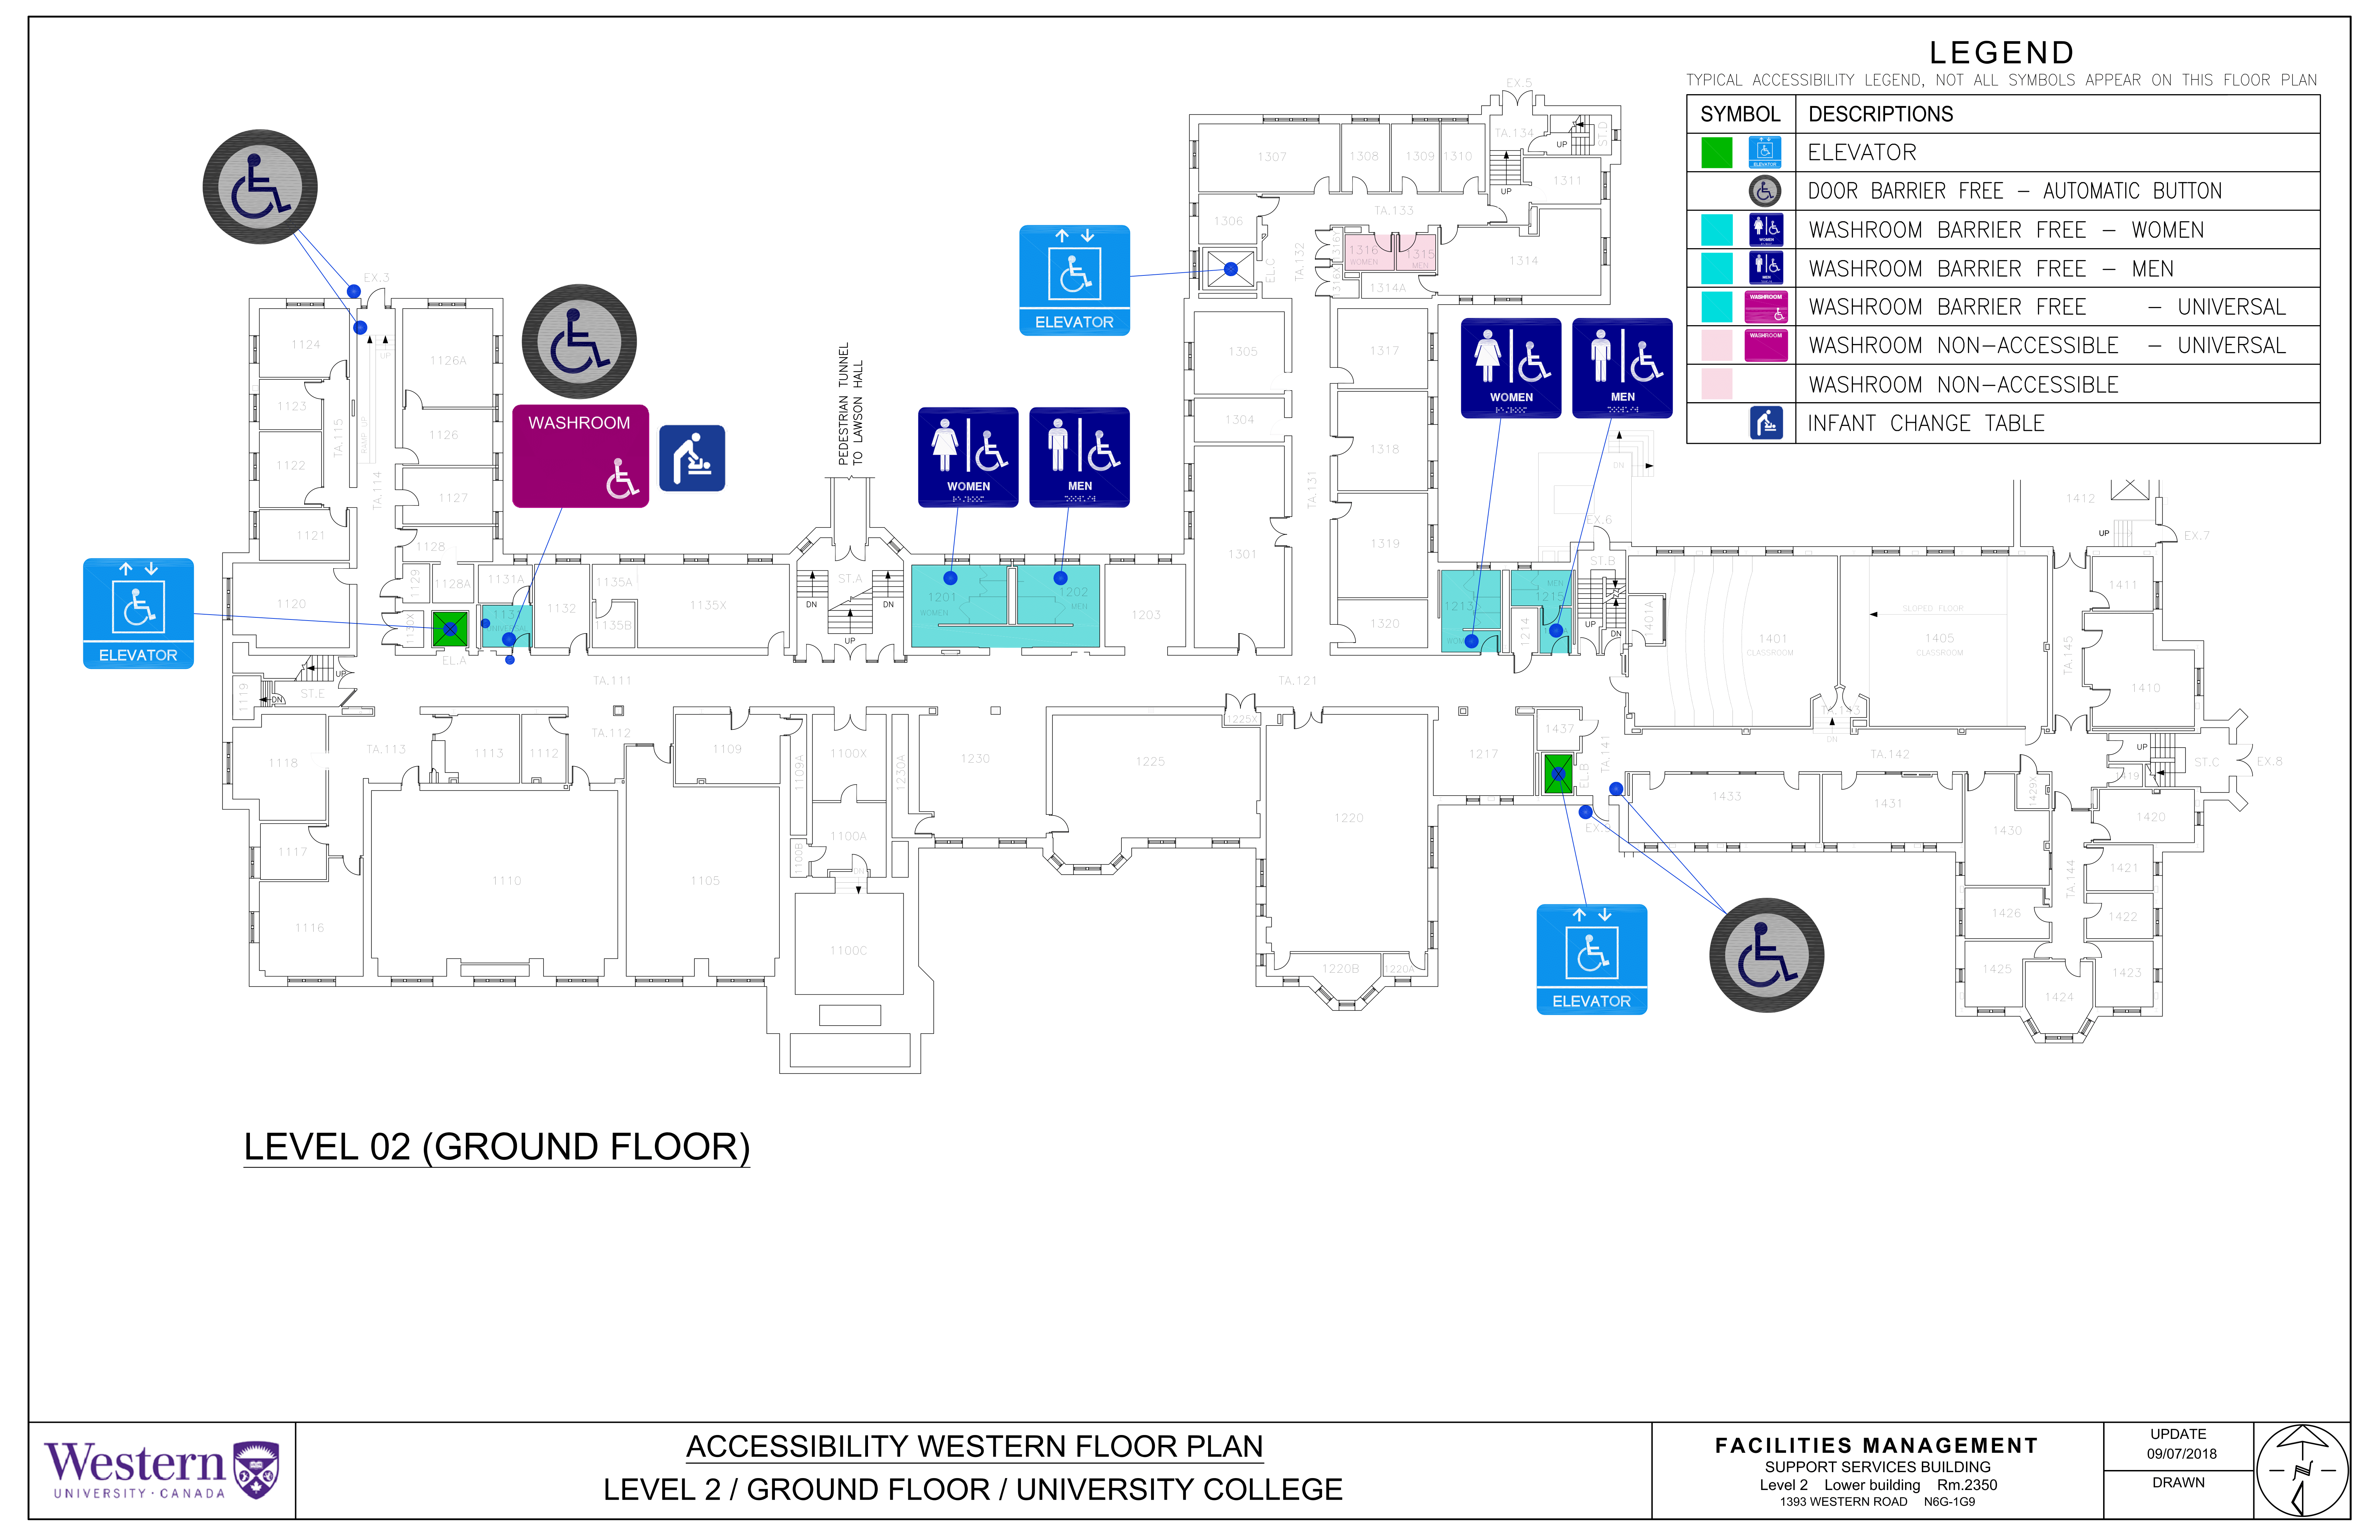 LEGEND
TYPICAL ACCESSIBILITY LEGEND, NOT ALL SYMBOLS APPEAR ON THIS FLOOR PLAN
SYMBOL DESCRIPTIONS
ELEVATOR ELEVATOR
DOOR BARRIER FREE - AUTOMATIC BUTTON
WOMEN WASHROOM BARRIER FREE - WOMEN
MEN WASHROOM BARRIER FREE - MEN
WASHROOM WASHROOM BARRIER FREE - UNIVERSAL
WASHROOM WASHROOM NON-ACCESSIBLE - UNIVERSAL
WASHROOM NON-ACCESSIBLE
INFANT CHANGE TABLE
EX.5
TA.134
UP
ST.D
1307
1308
1309
1310
UP
1311
TA.133
1306
EL.C
TA.132
1316Y
1316X
1316
WOMEN
1315
MEN
1314
1314A
ELEVATOR
EX.3
1124
UP
1126A
1123
TA.115
RAMP UP
1126
1122
TA.114
1127
1121
1128
1129
1128A
1120
1130X
EL.A
ELEVATOR
WASHROOM
1131A
1132
1135A
1135B
1135X
PEDESTRIAN TUNNEL
TO LAWSON HALL
ST.A
DN
DN
UP
WOMEN
MEN
1201
WOMEN
1202
MEN
1203
1305
1304
1301
TA.131
1317
1318
1319
1320
WOMEN
MEN
DN
EX.6
ST.B
MEN
1215
1214
UP
DN
1401A
1401
CLASSROOM
SLOPED FLOOR
1405
CLASSROOM
1412
UP
EX.7
1411
TA.145
1410
1119
DN
ST.E
UP
TA.111
TA.121
TA.112
TA.113
1118
1113
1112
1109
1109A
1100X
1230A
1230
1225X
1225
1217
1437
EL.B
TA.141
TA.143
DN
TA.142
UP
ST.C
EX.8
1419
1117
1116
1110
1105
1100B
1100A
DN
1100C
1220
1220B
1220A
1433
1431
1429X
1430
1420
1421
TA.144
1426
1422
1425
1423
1424
ELEVATOR
LEVEL 02 (GROUND FLOOR)
Western
UNIVERSITY · CANADA
ACCESSIBILITY WESTERN FLOOR PLAN
LEVEL 2 / GROUND FLOOR / UNIVERSITY COLLEGE
FACILITIES MANAGEMENT
SUPPORT SERVICES BUILDING
Level 2 Lower building Rm.2350
1393 WESTERN ROAD N6G-1G9
UPDATE
09/07/2018
DRAWN
N